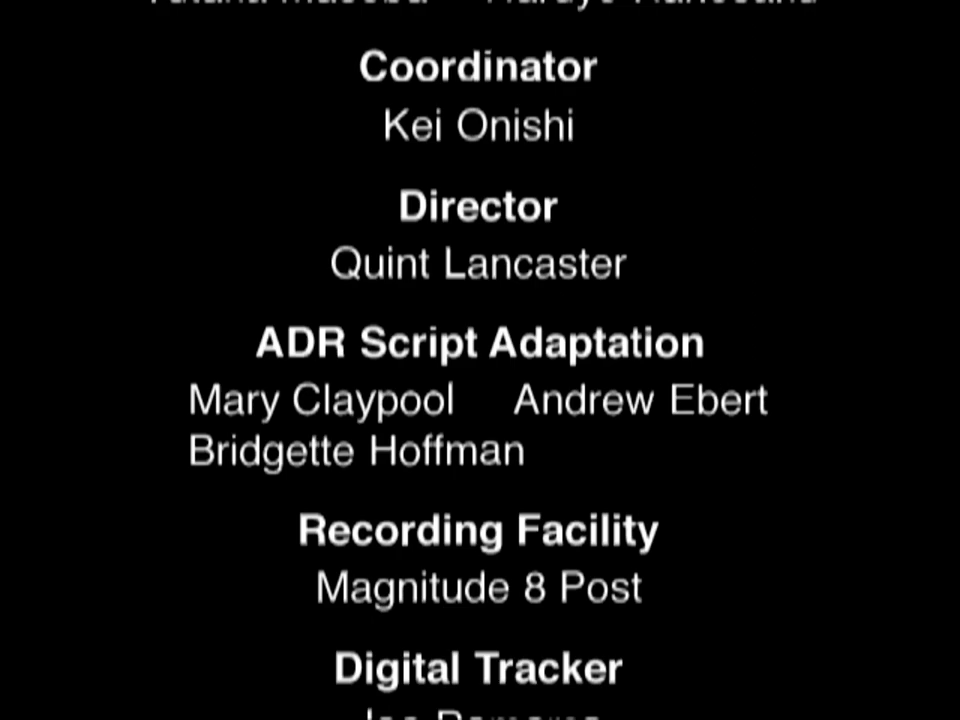 Coordinator
Kei Onishi
Director
Quint Lancaster
ADR Script Adaptation
Mary Claypool Andrew Ebert
Bridgette Hoffman
Recording Facility
Magnitude 8 Post
Digital Tracker